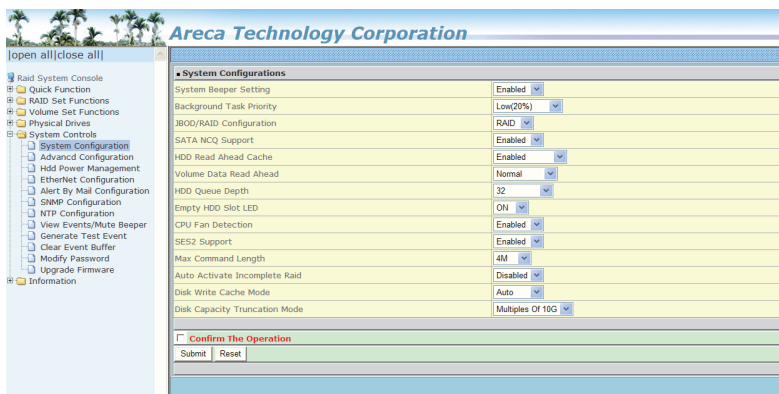 Areca Technology Corporation
|open all|close all|
Raid System Console
Quick Function
RAID Set Functions
Volume Set Functions
Physical Drives
System Controls
System Configuration
Advancd Configuration
Hdd Power Management
EtherNet Configuration
Alert By Mail Configuration
SNMP Configuration
NTP Configuration
View Events/Mute Beeper
Generate Test Event
Clear Event Buffer
Modify Password
Upgrade Firmware
Information
System Configurations
System Beeper Setting Enabled
Background Task Priority Low(20%)
JBOD/RAID Configuration RAID
SATA NCQ Support Enabled
HDD Read Ahead Cache Enabled
Volume Data Read Ahead Normal
HDD Queue Depth 32
Empty HDD Slot LED ON
CPU Fan Detection Enabled
SES2 Support Enabled
Max Command Length 4M
Auto Activate Incomplete Raid Disabled
Disk Write Cache Mode Auto
Disk Capacity Truncation Mode Multiples Of 10G
Confirm The Operation
Submit Reset